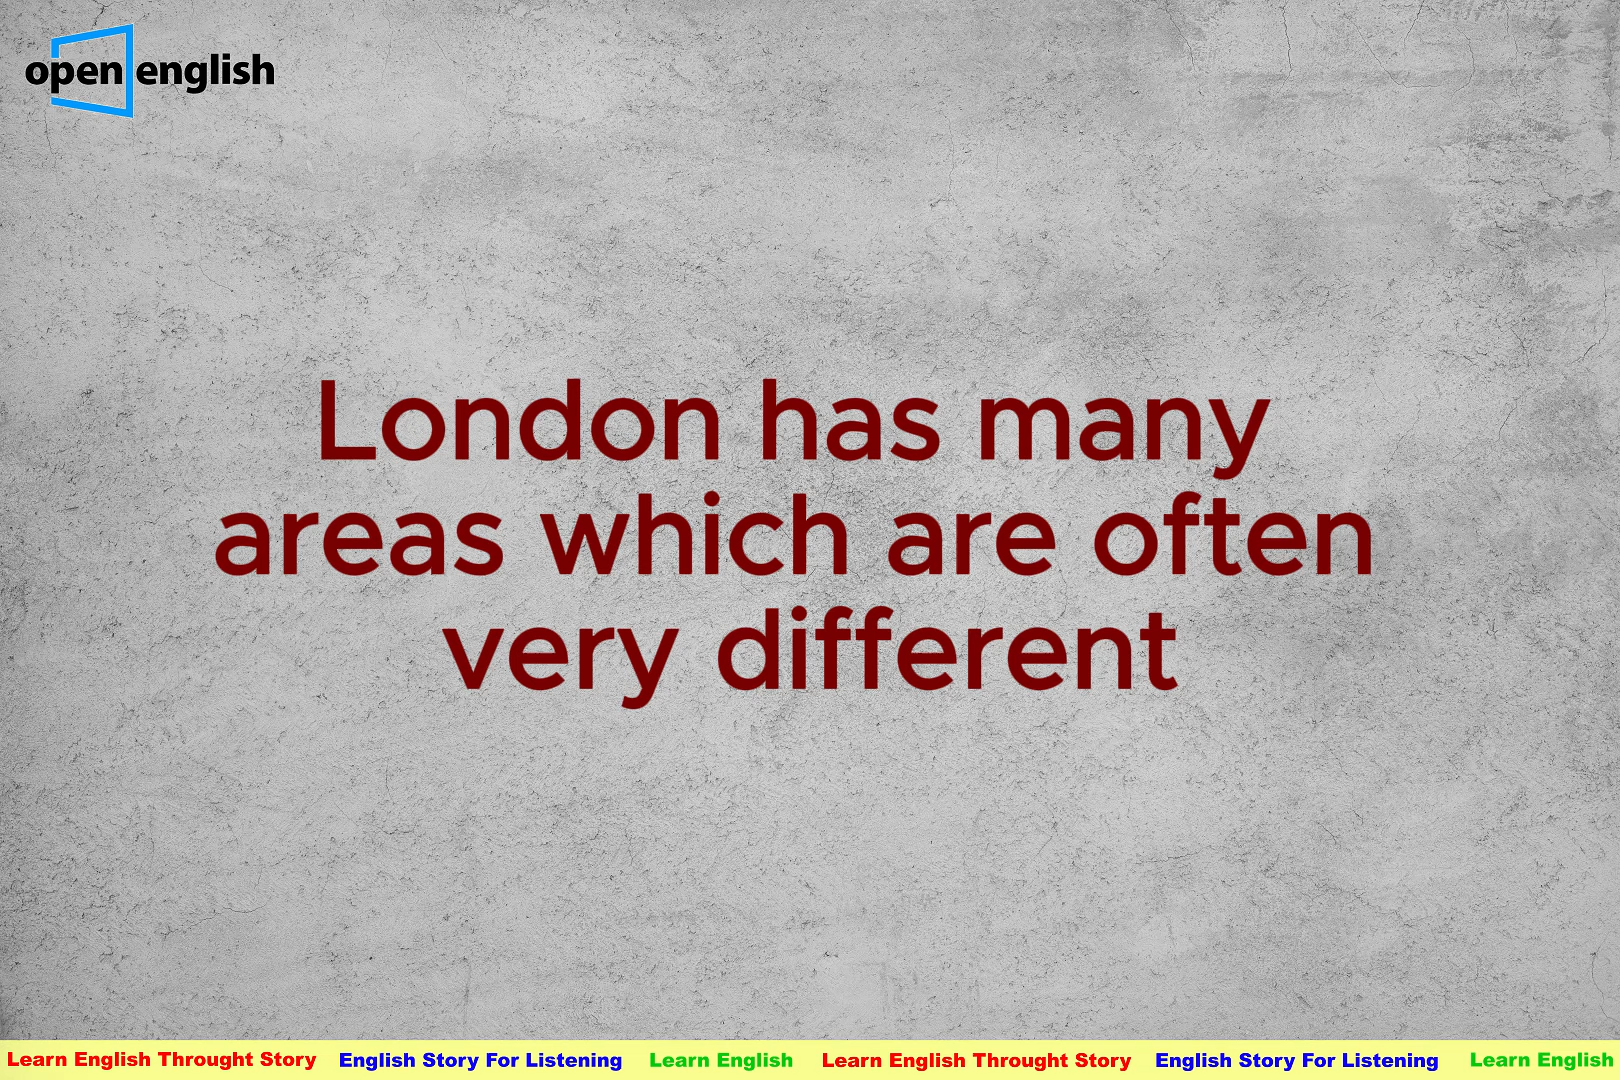 open english
London has many
areas which are often
very different
Learn English Throught Story English Story For Listening Learn English Learn English Throught Story English Story For Listening Learn English